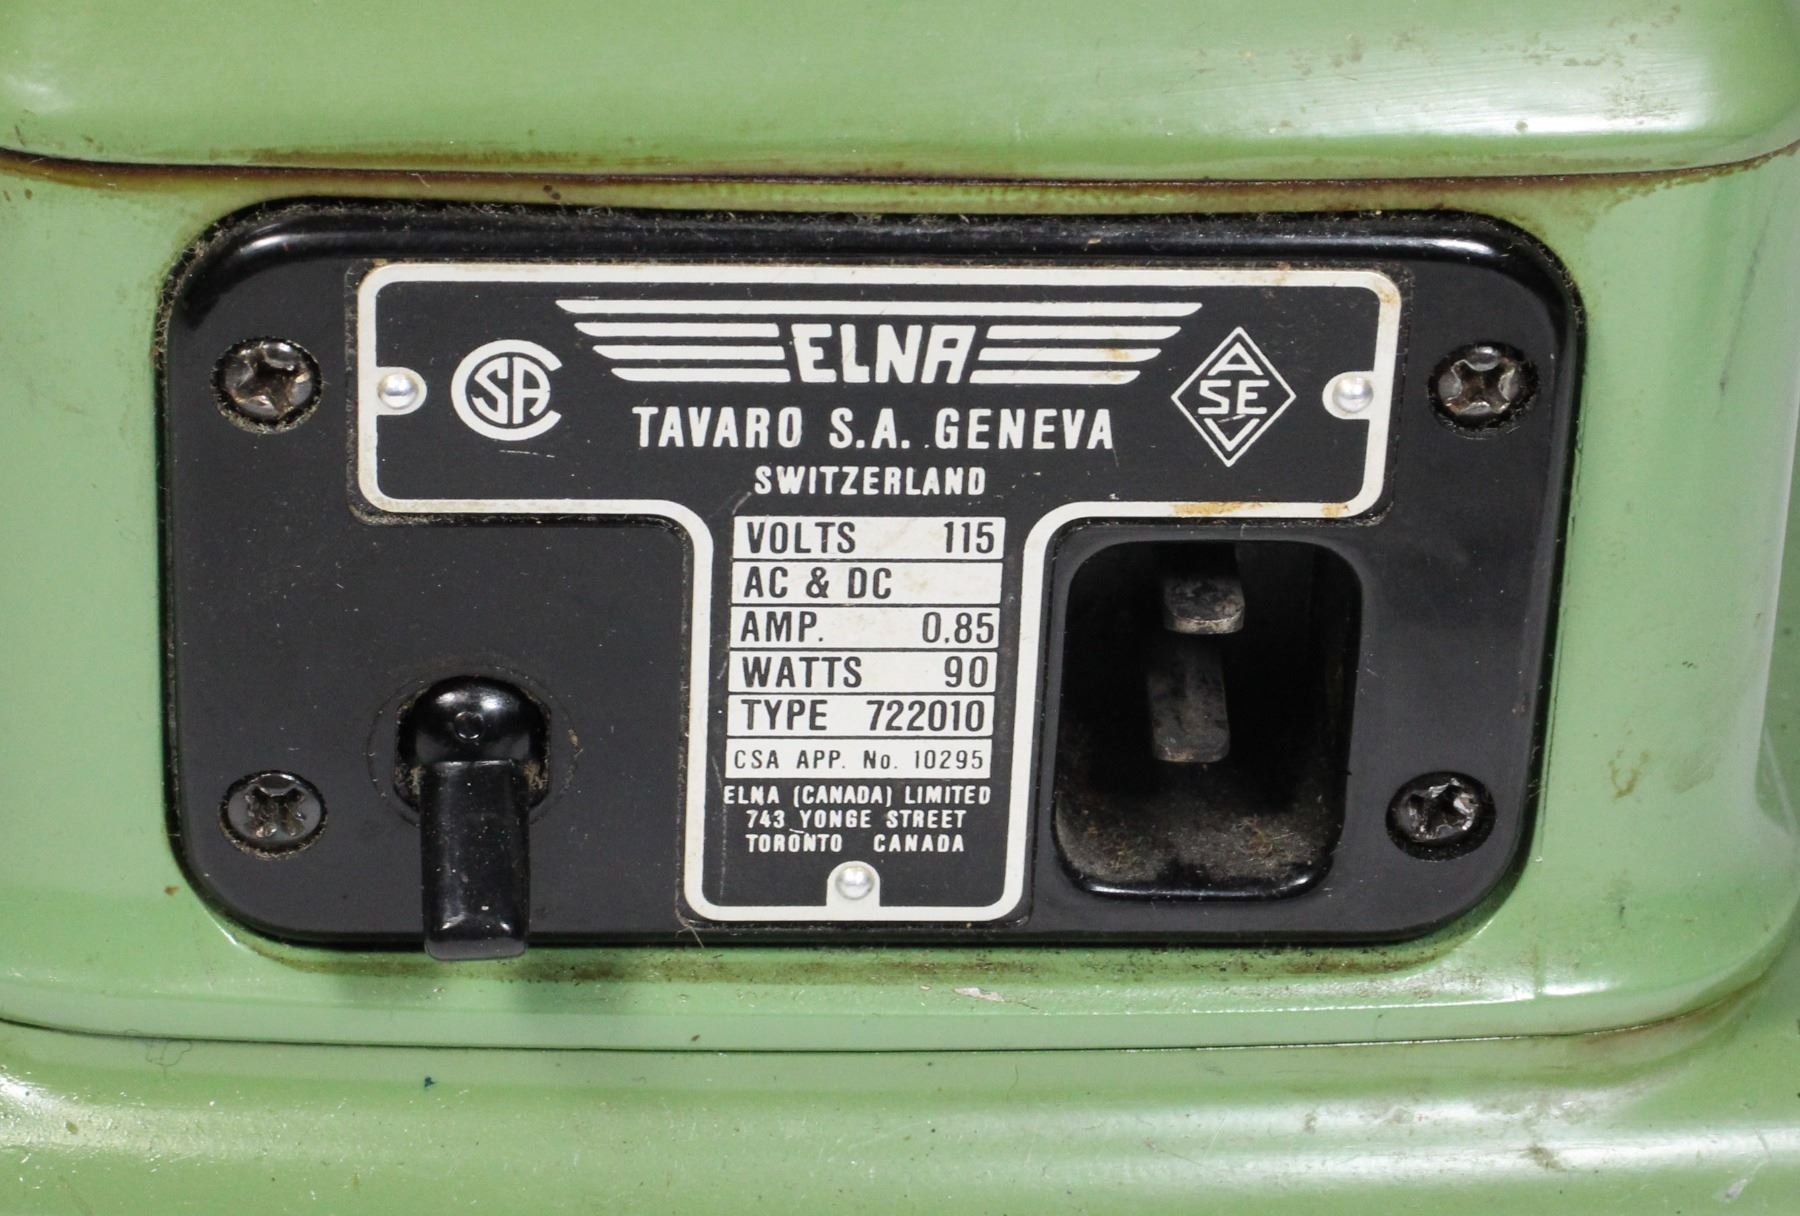 ELNA
CSA
ASEV
TAVARO S.A. GENEVA
SWITZERLAND
VOLTS 115
AC & DC
AMP. 0.85
WATTS 90
TYPE 722010
CSA APP. No. 10295
ELNA (CANADA) LIMITED
743 YONGE STREET
TORONTO CANADA